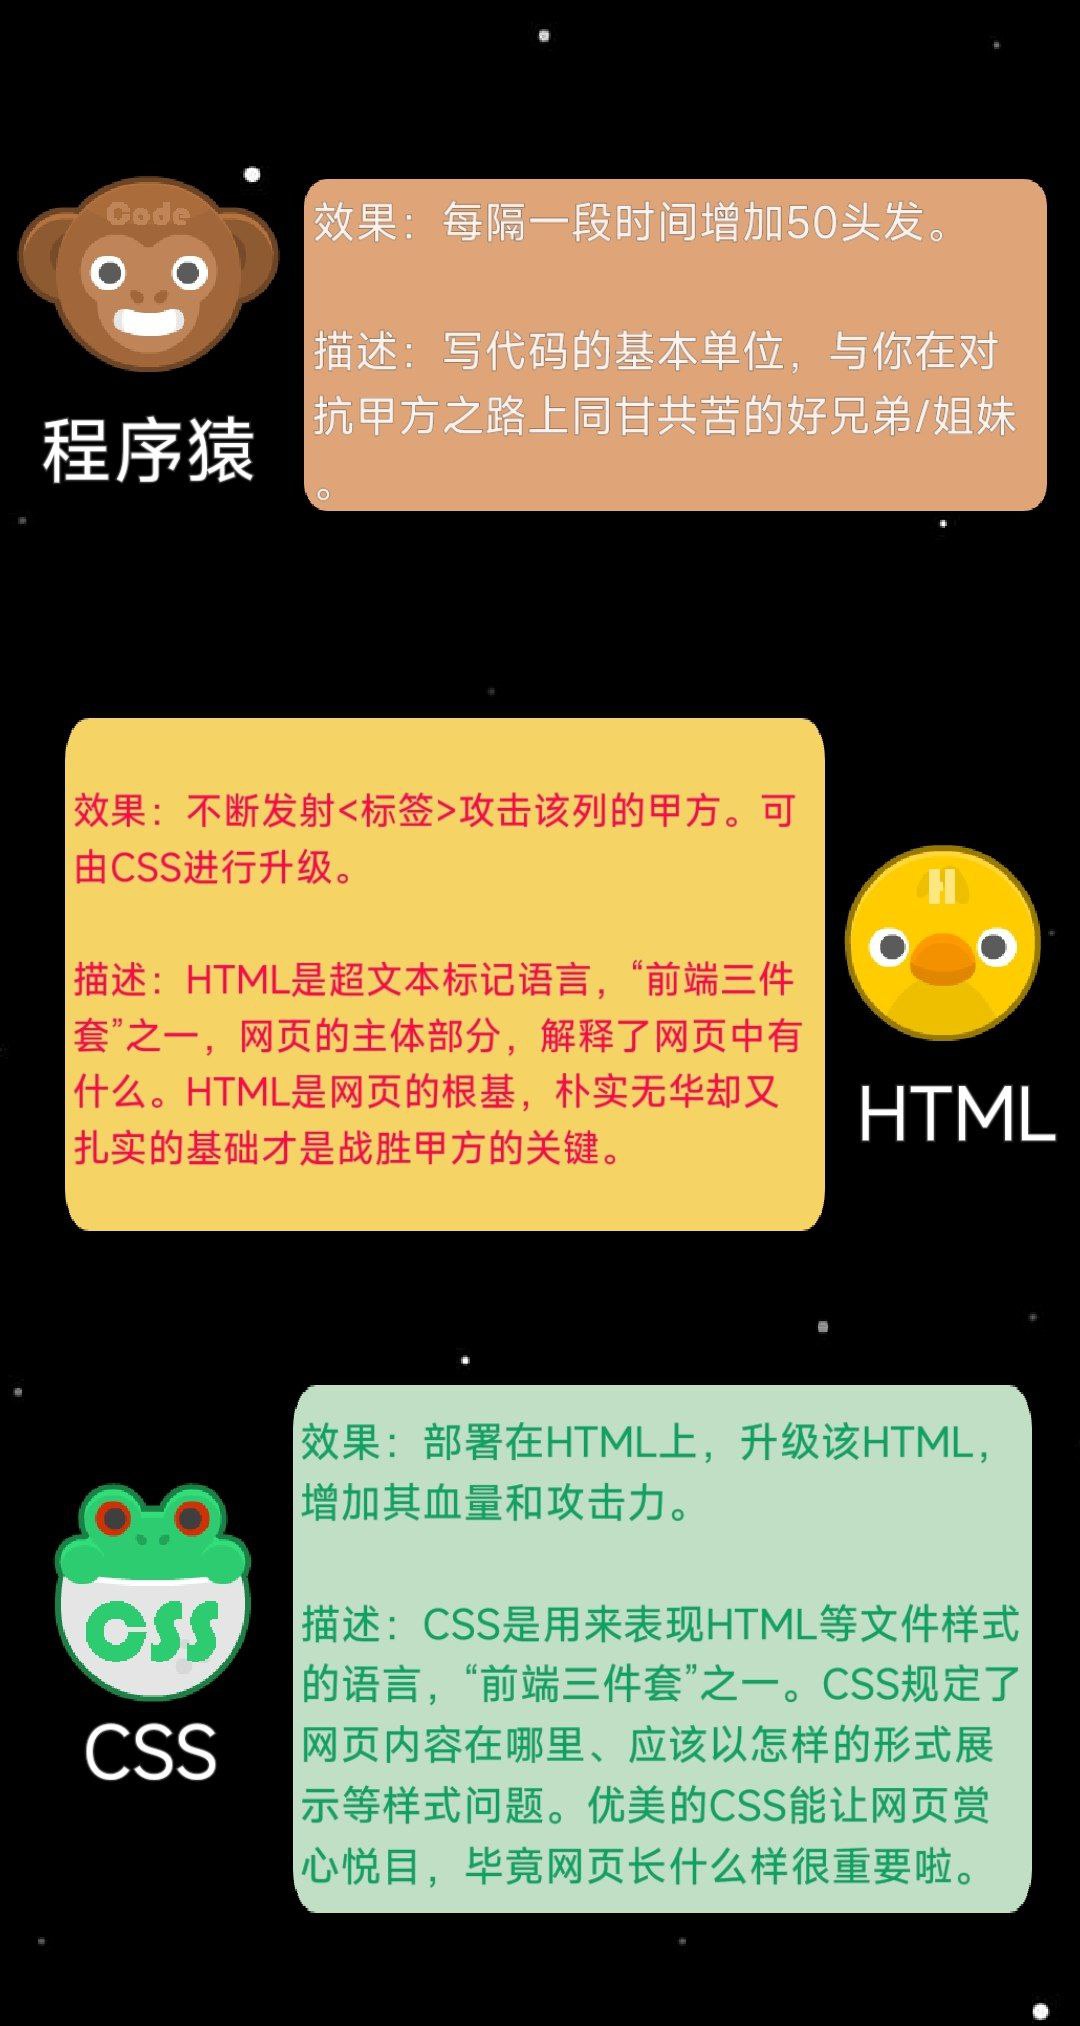 Code
程序猿
效果：每隔一段时间增加50头发。
描述：写代码的基本单位，与你在对
抗甲方之路上同甘共苦的好兄弟/姐妹
。
效果：不断发射<标签>攻击该列的甲方。可
由CSS进行升级。
描述：HTML是超文本标记语言，“前端三件
套”之一，网页的主体部分，解释了网页中有
什么。HTML是网页的根基，朴实无华却又
扎实的基础才是战胜甲方的关键。
H
HTML
CSS
CSS
效果：部署在HTML上，升级该HTML，
增加其血量和攻击力。
描述：CSS是用来表现HTML等文件样式
的语言，“前端三件套”之一。CSS规定了
网页内容在哪里、应该以怎样的形式展
示等样式问题。优美的CSS能让网页赏
心悦目，毕竟网页长什么样很重要啦。